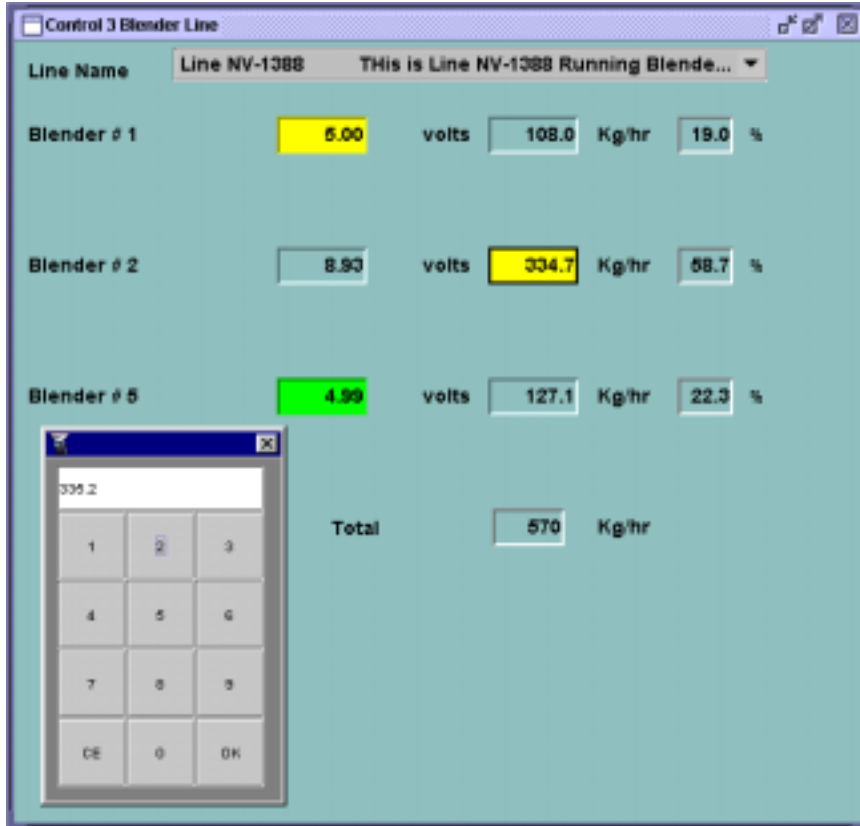 Control 3 Blender Line
Line Name Line NV-1388 THis is Line NV-1388 Running Blende...
Blender # 1 5.00 volts 108.0 Kg/hr 19.0 %
Blender # 2 8.93 volts 334.7 Kg/hr 58.7 %
Blender # 5 4.99 volts 127.1 Kg/hr 22.3 %
335.2
Total 570 Kg/hr
1 2 3
4 5 6
7 8 9
CE 0 OK